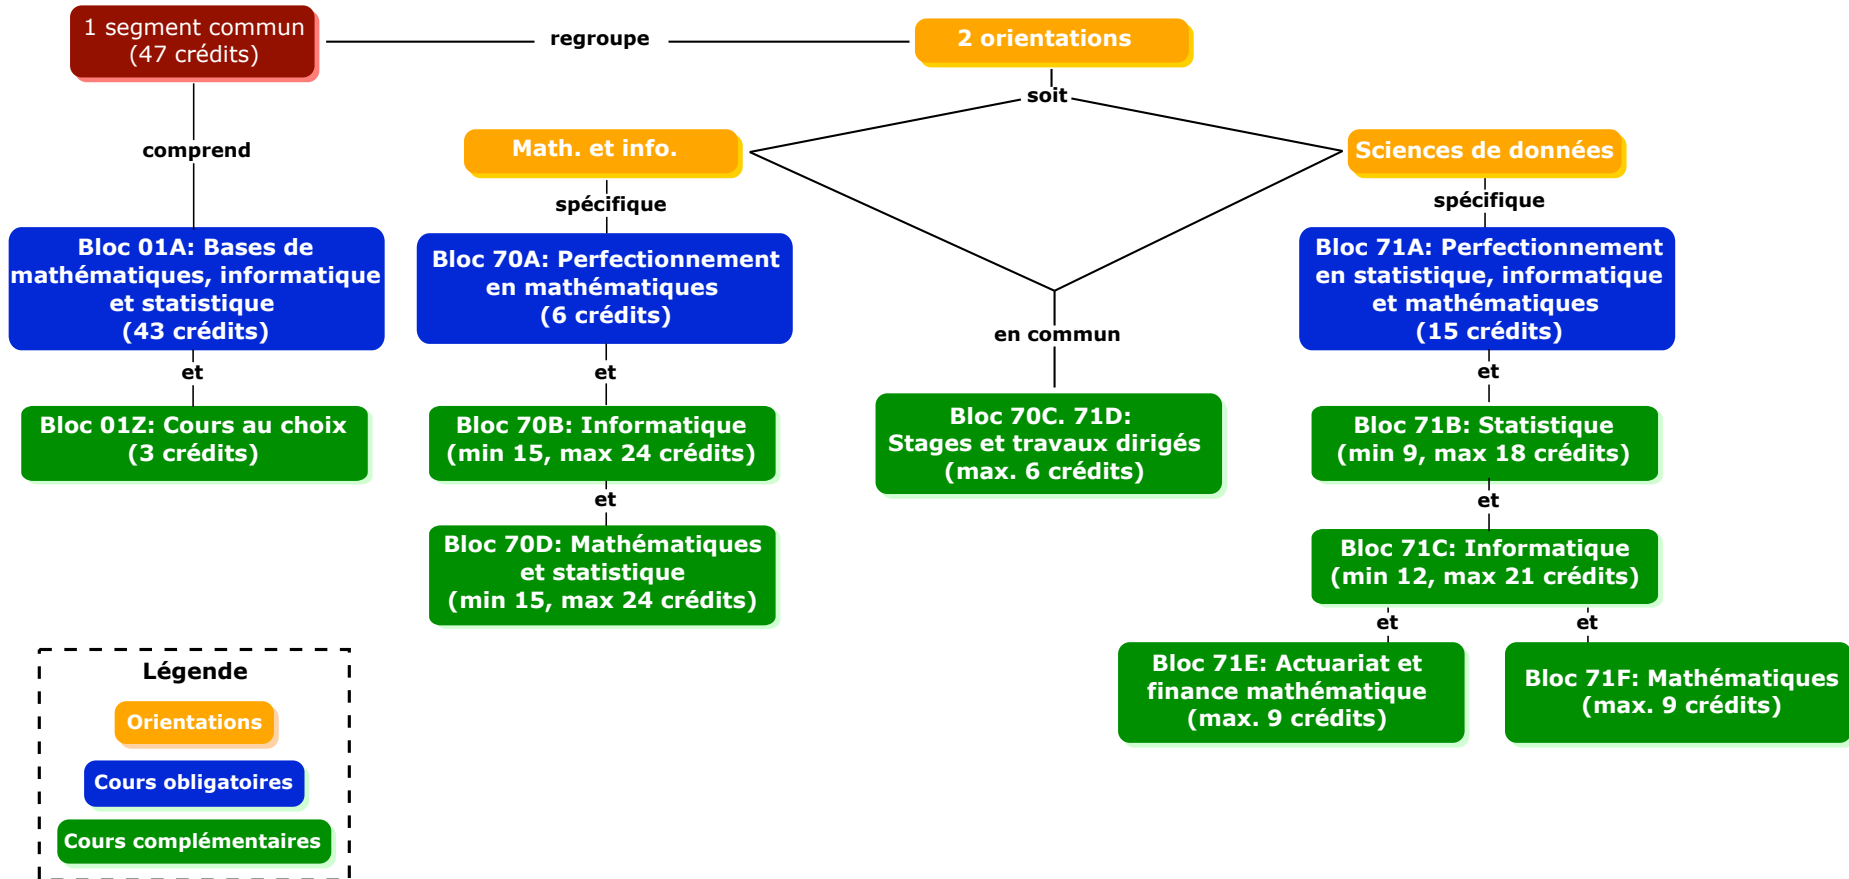 1 segment commun
(47 crédits)
regroupe
2 orientations
soit
comprend
Math. et info.
Sciences de données
spécifique
spécifique
Bloc 01A: Bases de
mathématiques, informatique
et statistique
(43 crédits)
Bloc 70A: Perfectionnement
en mathématiques
(6 crédits)
Bloc 71A: Perfectionnement
en statistique, informatique
et mathématiques
(15 crédits)
en commun
et
et
et
Bloc 01Z: Cours au choix
(3 crédits)
Bloc 70B: Informatique
(min 15, max 24 crédits)
Bloc 70C. 71D:
Stages et travaux dirigés
(max. 6 crédits)
Bloc 71B: Statistique
(min 9, max 18 crédits)
et
et
Bloc 70D: Mathématiques
et statistique
(min 15, max 24 crédits)
Bloc 71C: Informatique
(min 12, max 21 crédits)
et
et
Bloc 71E: Actuariat et
finance mathématique
(max. 9 crédits)
Bloc 71F: Mathématiques
(max. 9 crédits)
Légende
Orientations
Cours obligatoires
Cours complémentaires